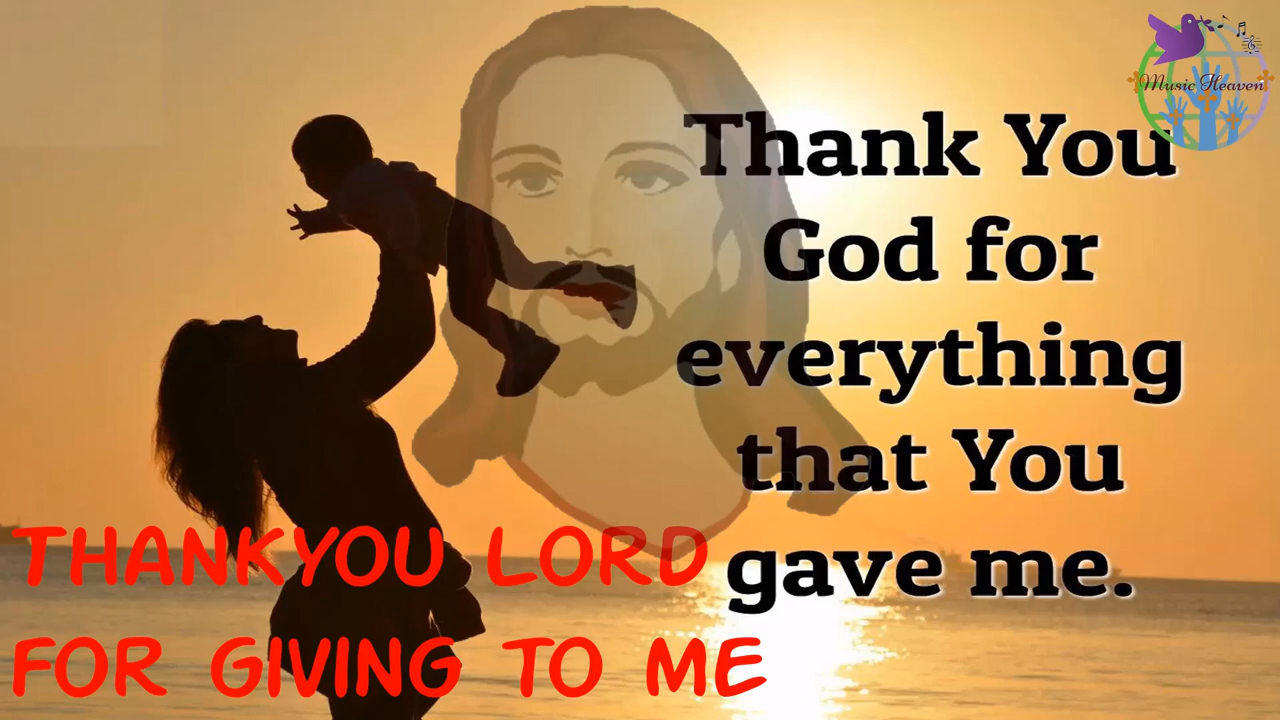 Music Heaven
Thank You
God for
everything
that You
gave me.
THANKYOU LORD
FOR GIVING TO ME